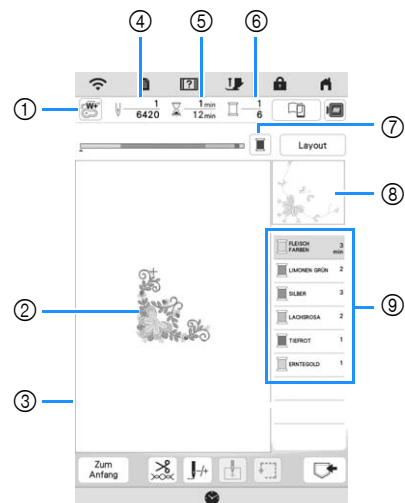 ④ ⑤ ⑥
① W+ 1 6420 1 min 12 min 1 6
⑦
Layout
⑧
FLEISCH FARBEN 3 min
LIMONEN GRÜN 2
SILBER 3
⑨
LACHSROSA 2
②
TIEFROT 1
ERNTEGOLD 1
③
Zum
Anfang